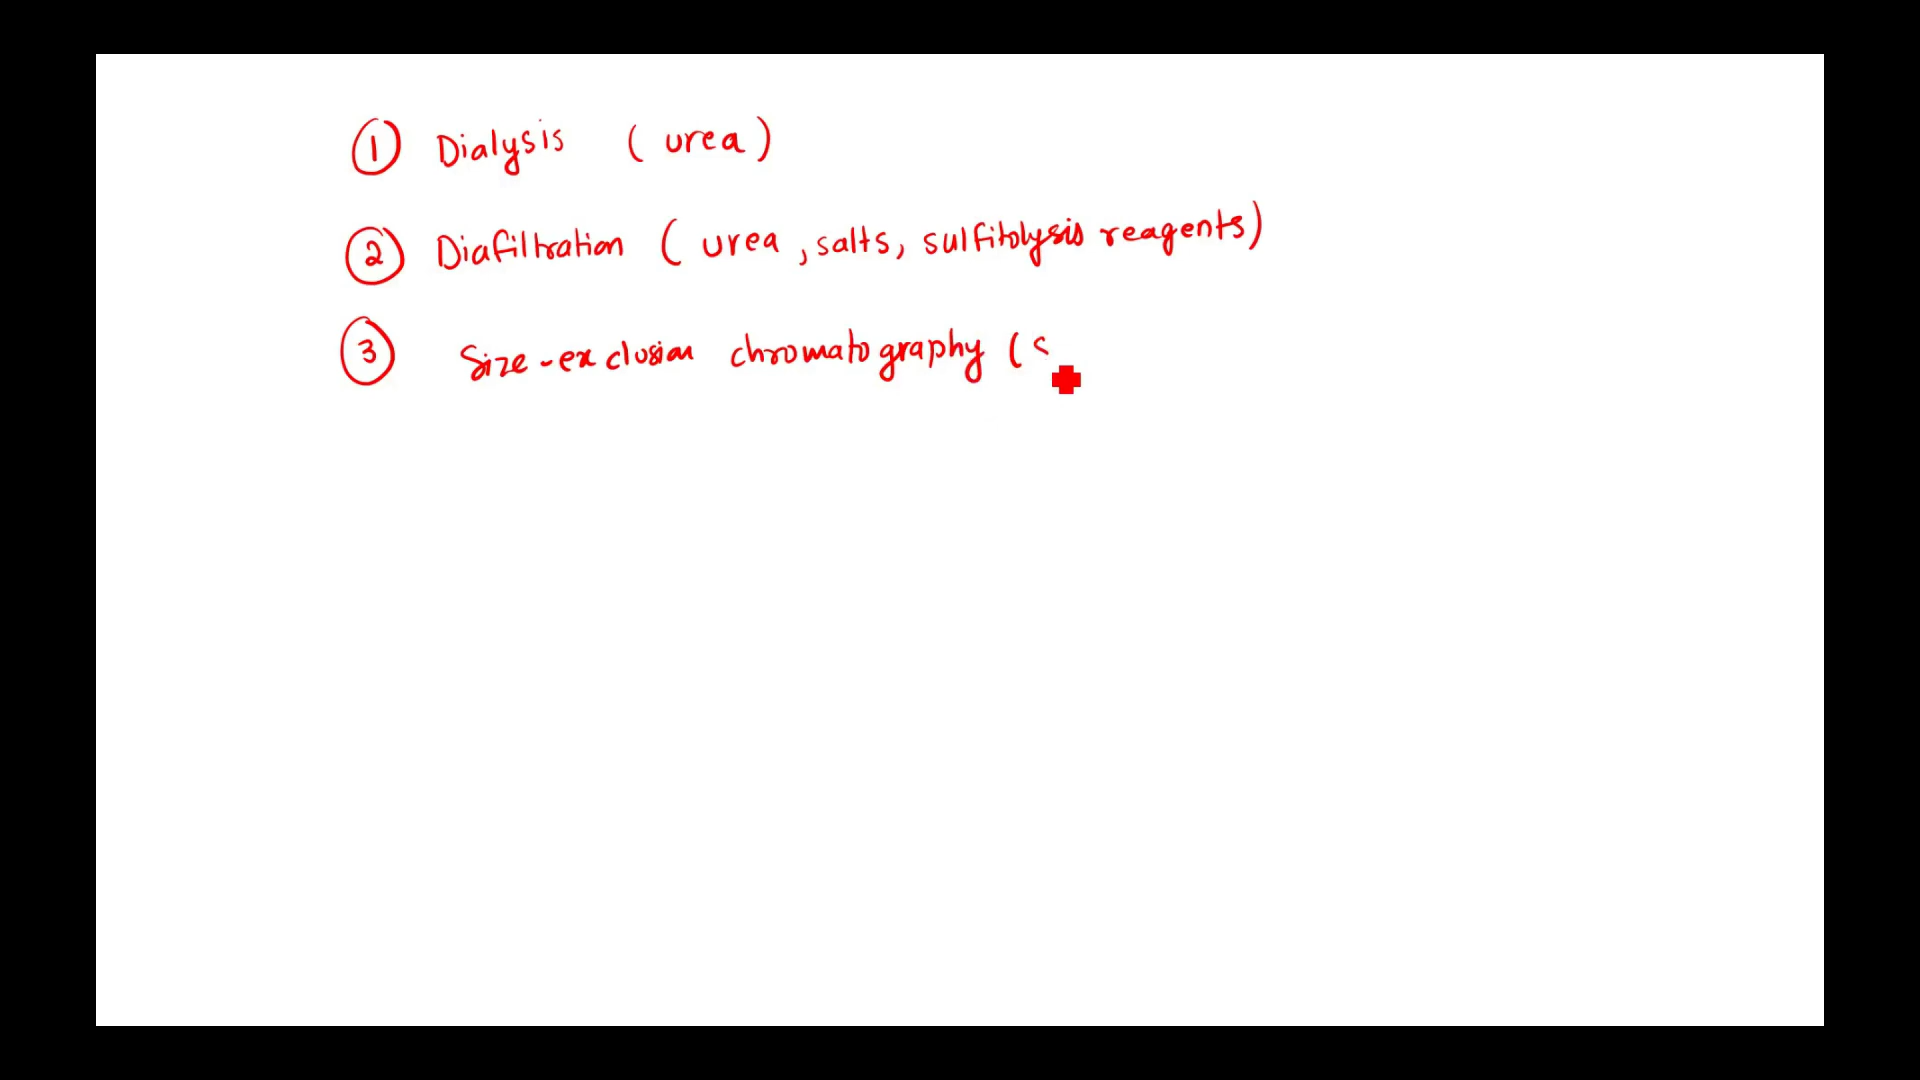 ① Dialysis (urea)
② Diafiltration (urea, salts, sulfitolysis reagents)
③ Size-exclusion chromatography (s